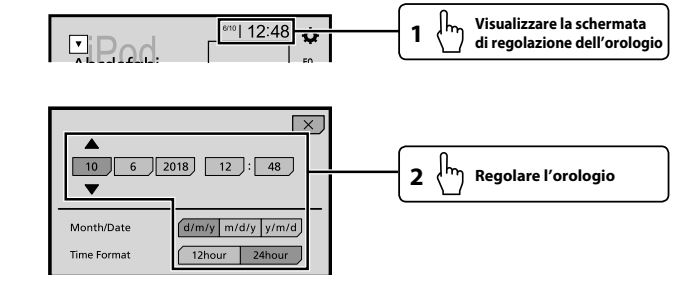 6/10 | 12:48
iPod
1 Visualizzare la schermata
di regolazione dell'orologio
10 6 2018 12 : 48
2 Regolare l'orologio
Month/Date d/m/y m/d/y y/m/d
Time Format 12hour 24hour